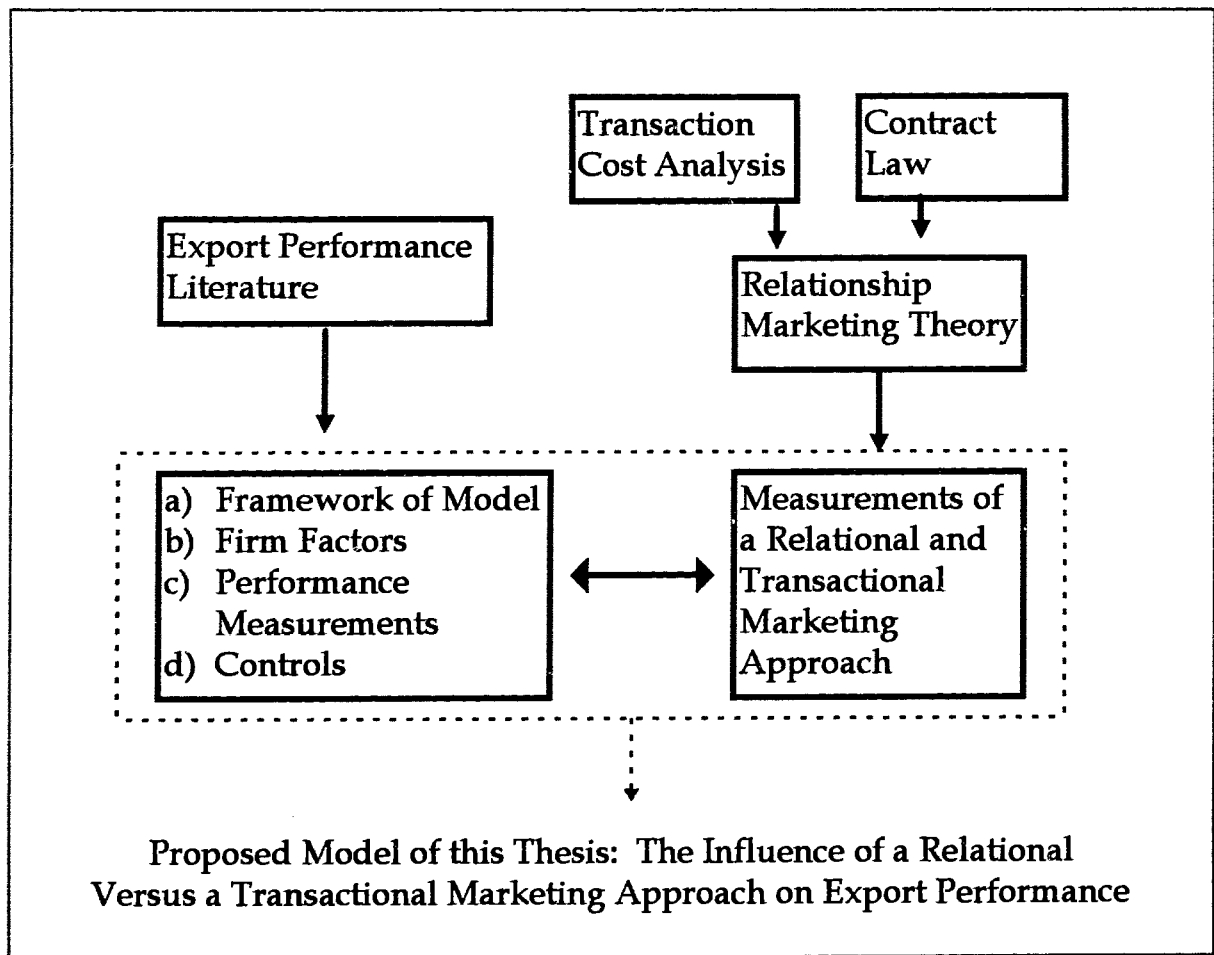 Transaction
Cost Analysis
Contract
Law
Export Performance
Literature
Relationship
Marketing Theory
a) Framework of Model
b) Firm Factors
c) Performance
Measurements
d) Controls
Measurements of
a Relational and
Transactional
Marketing
Approach
Proposed Model of this Thesis: The Influence of a Relational
Versus a Transactional Marketing Approach on Export Performance